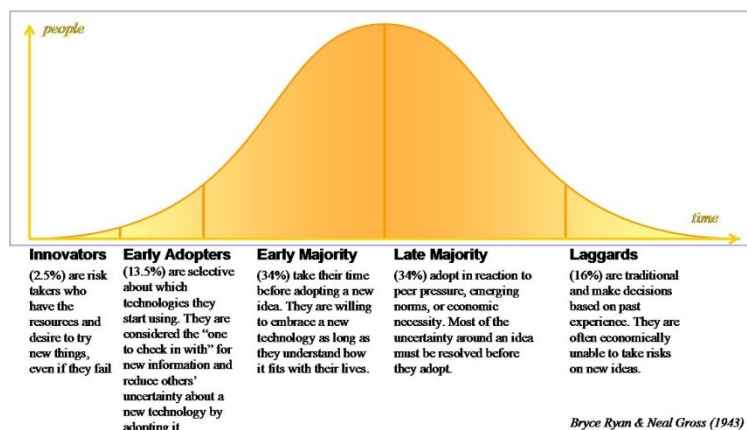 people
time
Innovators
(2.5%) are risk
takers who
have the
resources and
desire to try
new things,
even if they fail
Early Adopters
(13.5%) are selective
about which
technologies they
start using. They are
considered the “one
to check in with” for
new information and
reduce others’
uncertainty about a
new technology by
adopting it
Early Majority
(34%) take their time
before adopting a new
idea. They are willing
to embrace a new
technology as long as
they understand how
it fits with their lives.
Late Majority
(34%) adopt in reaction to
peer pressure, emerging
norms, or economic
necessity. Most of the
uncertainty around an idea
must be resolved before
they adopt.
Laggards
(16%) are traditional
and make decisions
based on past
experience. They are
often economically
unable to take risks
on new ideas.
Bryce Ryan & Neal Gross (1943)